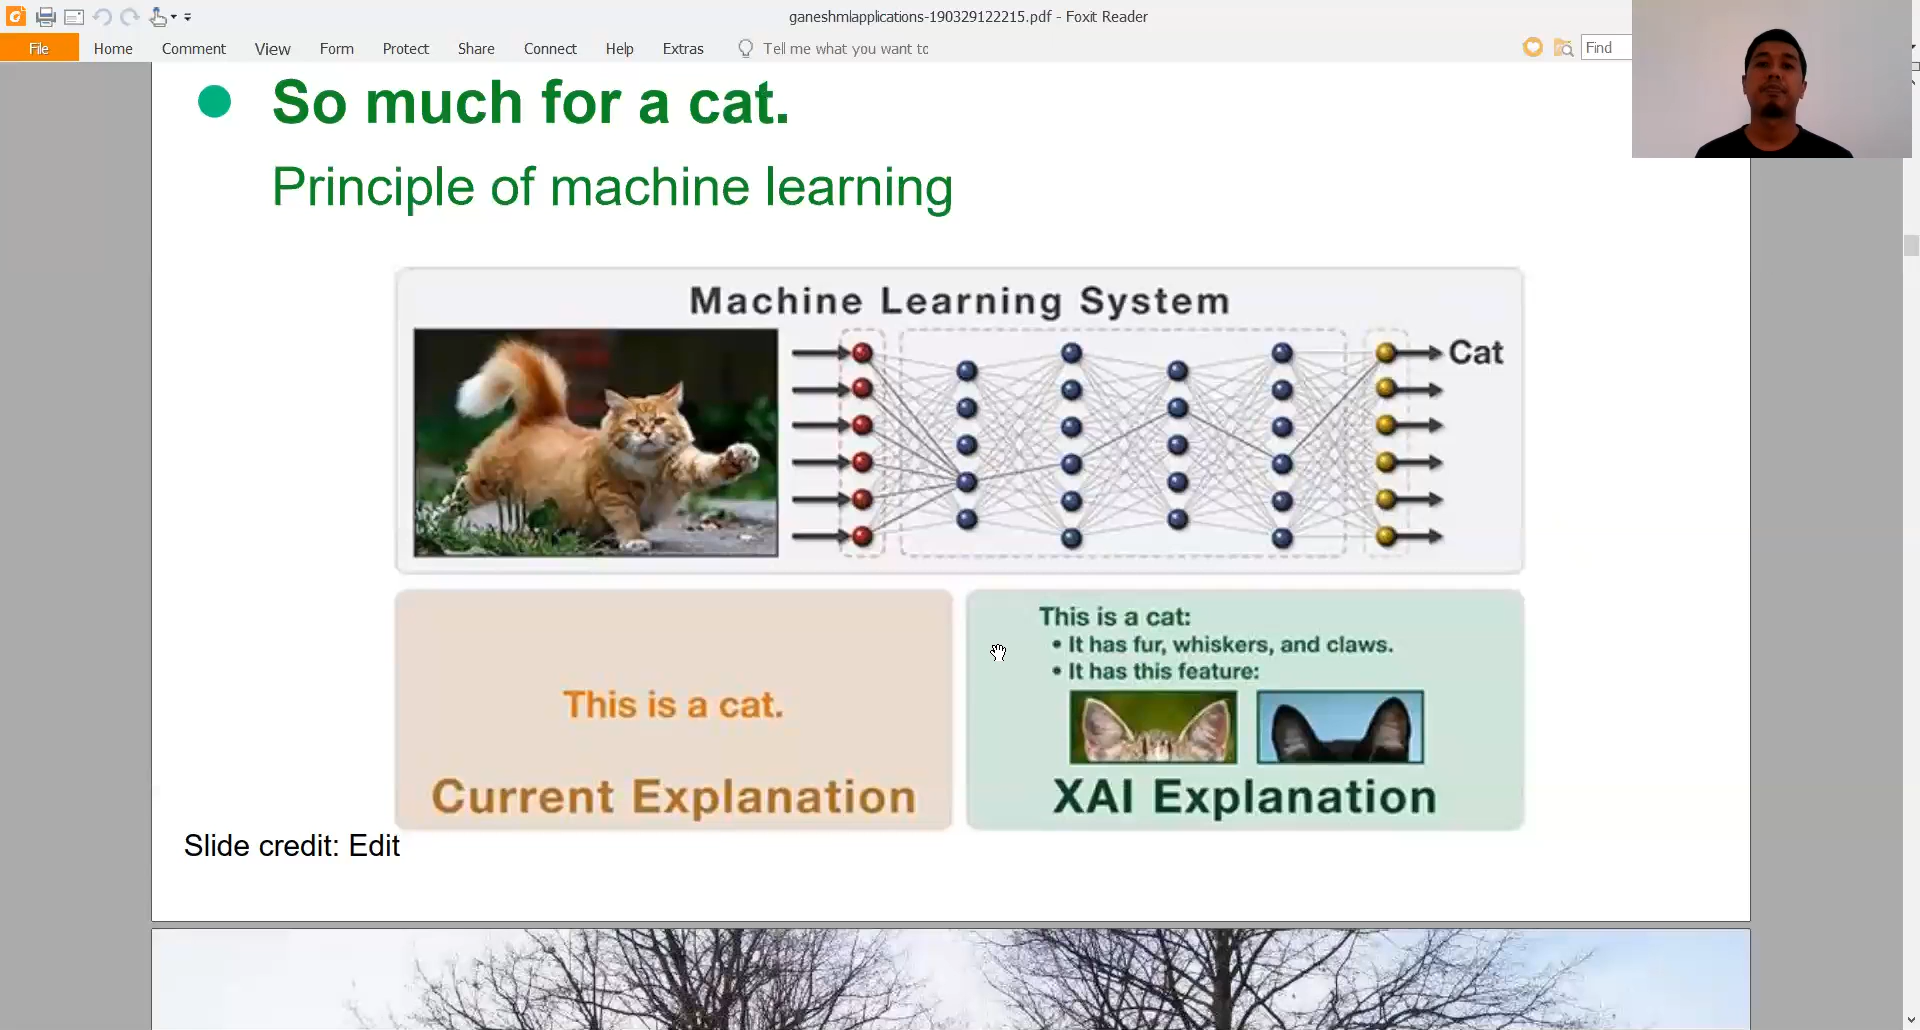 ganeshmlapplications-190329122215.pdf - Foxit Reader
File Home Comment View Form Protect Share Connect Help Extras Tell me what you want to Find
So much for a cat.
Principle of machine learning
Machine Learning System
Cat
This is a cat.
Current Explanation
This is a cat:
• It has fur, whiskers, and claws.
• It has this feature:
XAI Explanation
Slide credit: Edit